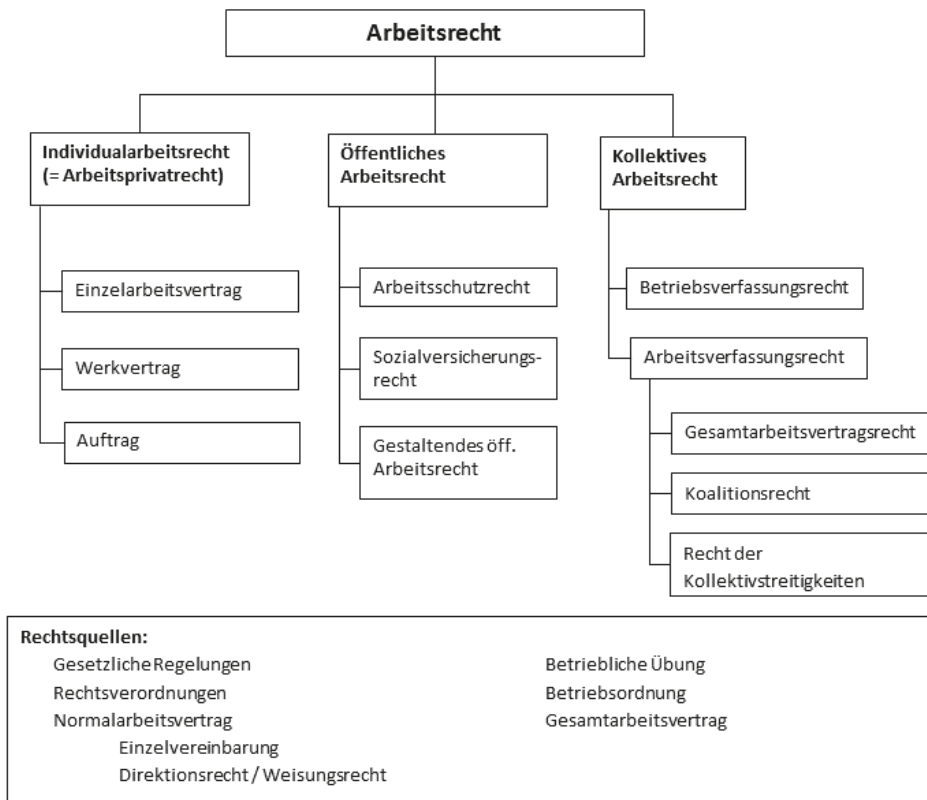 Arbeitsrecht
Individualarbeitsrecht
(= Arbeitsprivatrecht)
Einzelarbeitsvertrag
Werkvertrag
Auftrag
Öffentliches
Arbeitsrecht
Arbeitsschutzrecht
Sozialversicherungs-
recht
Gestaltendes öff.
Arbeitsrecht
Kollektives
Arbeitsrecht
Betriebsverfassungsrecht
Arbeitsverfassungsrecht
Gesamtarbeitsvertragsrecht
Koalitionsrecht
Recht der
Kollektivstreitigkeiten
Rechtsquellen:
Gesetzliche Regelungen
Rechtsverordnungen
Normalarbeitsvertrag
Einzelvereinbarung
Direktionsrecht / Weisungsrecht
Betriebliche Übung
Betriebsordnung
Gesamtarbeitsvertrag